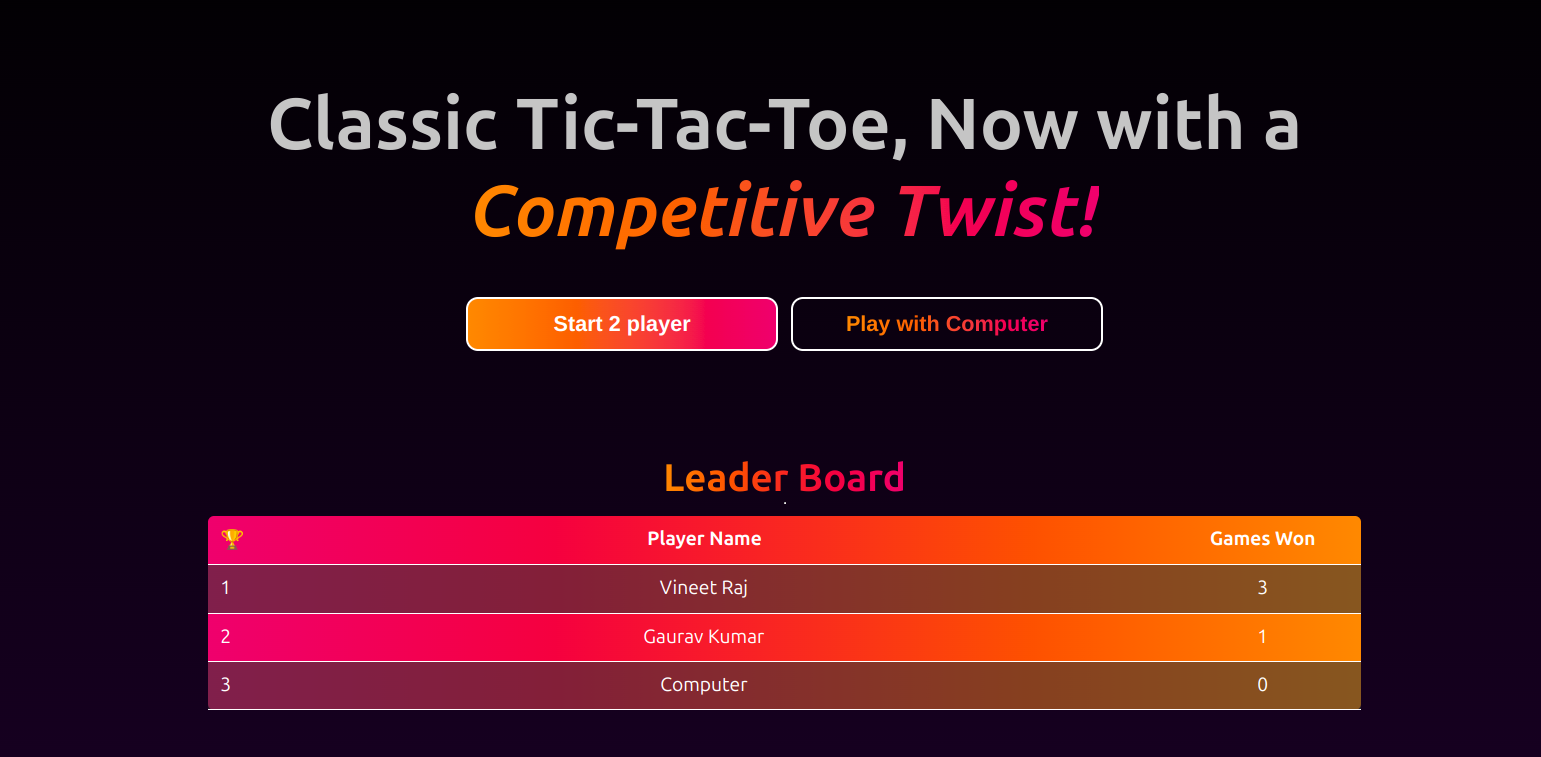 Classic Tic-Tac-Toe, Now with a
Competitive Twist!
Start 2 player Play with Computer
Leader Board
🏆 Player Name Games Won
1 Vineet Raj 3
2 Gaurav Kumar 1
3 Computer 0